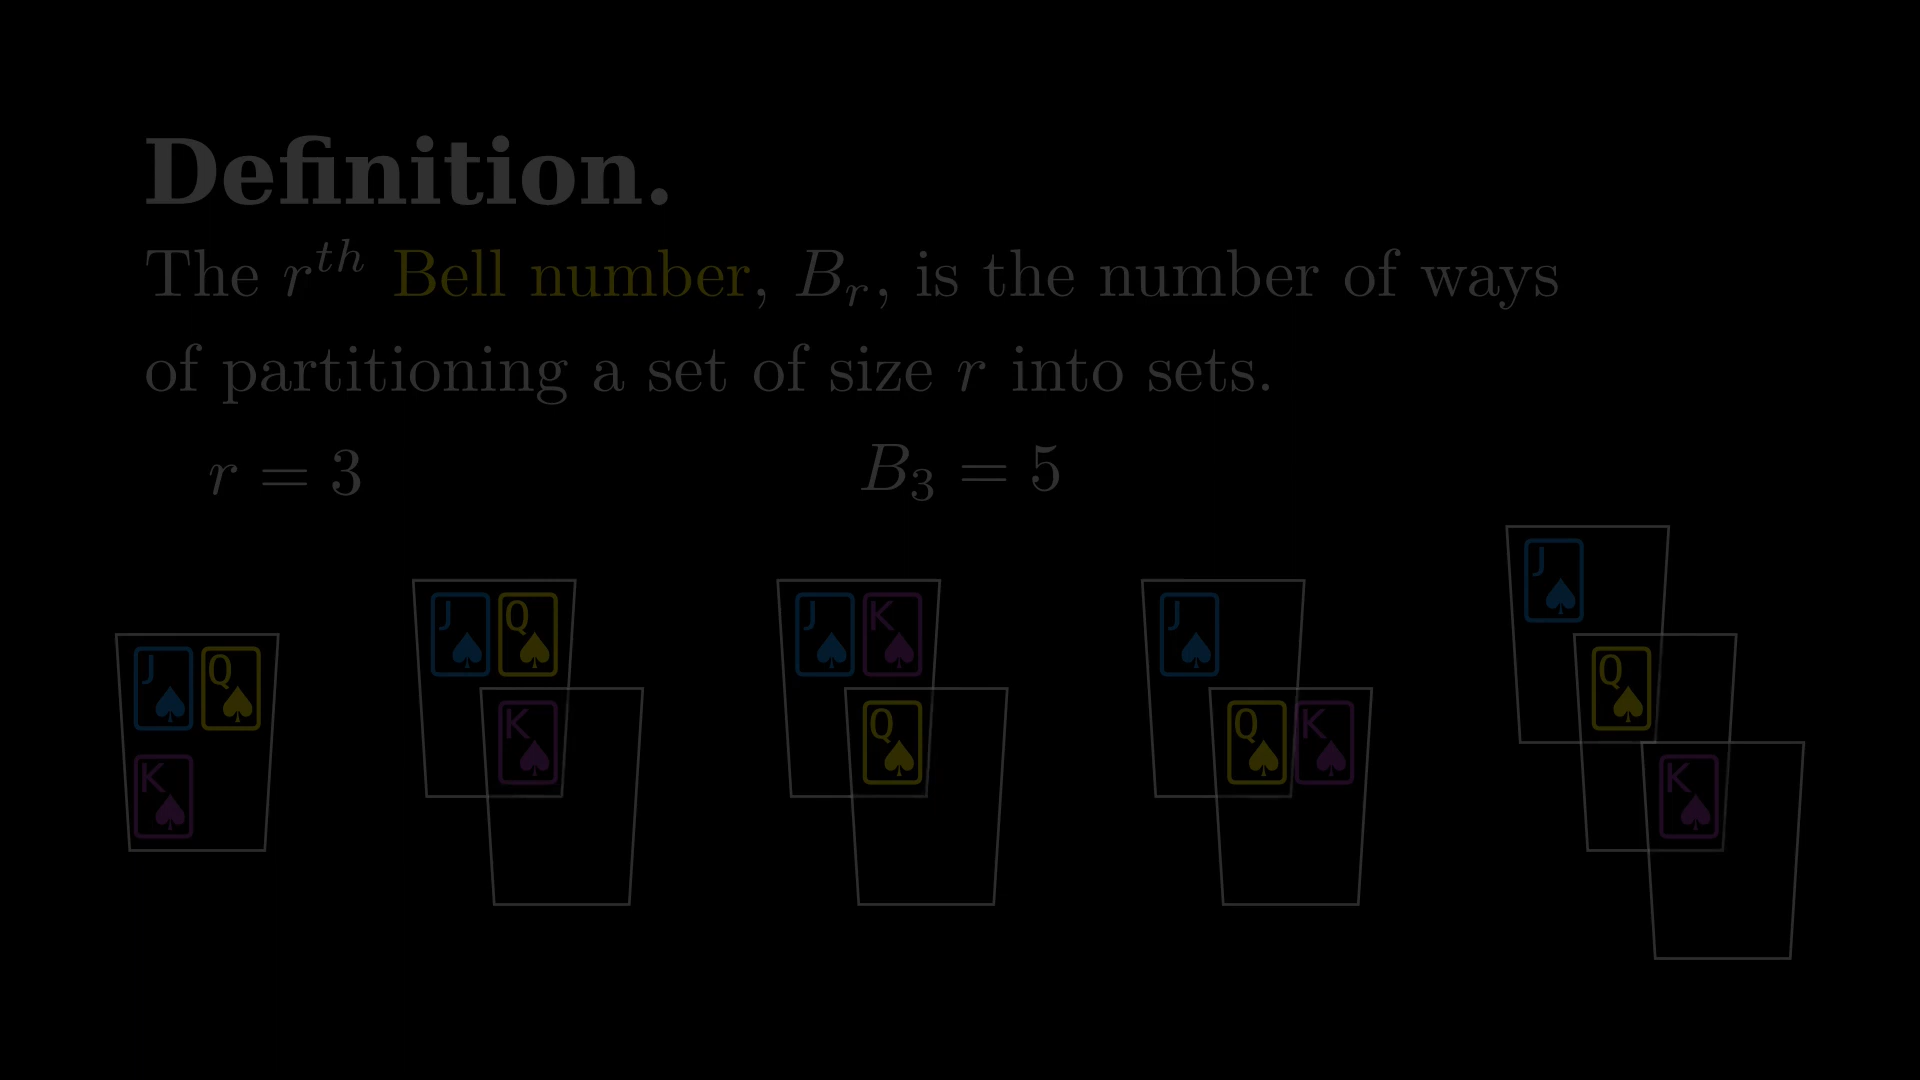 Definition.
The r^{th} Bell number, B_r, is the number of ways
of partitioning a set of size r into sets.
r = 3
B_3 = 5
J♠ Q♠ K♠
J♠ Q♠ K♠
J♠ K♠ Q♠
J♠ Q♠ K♠
J♠ Q♠ K♠